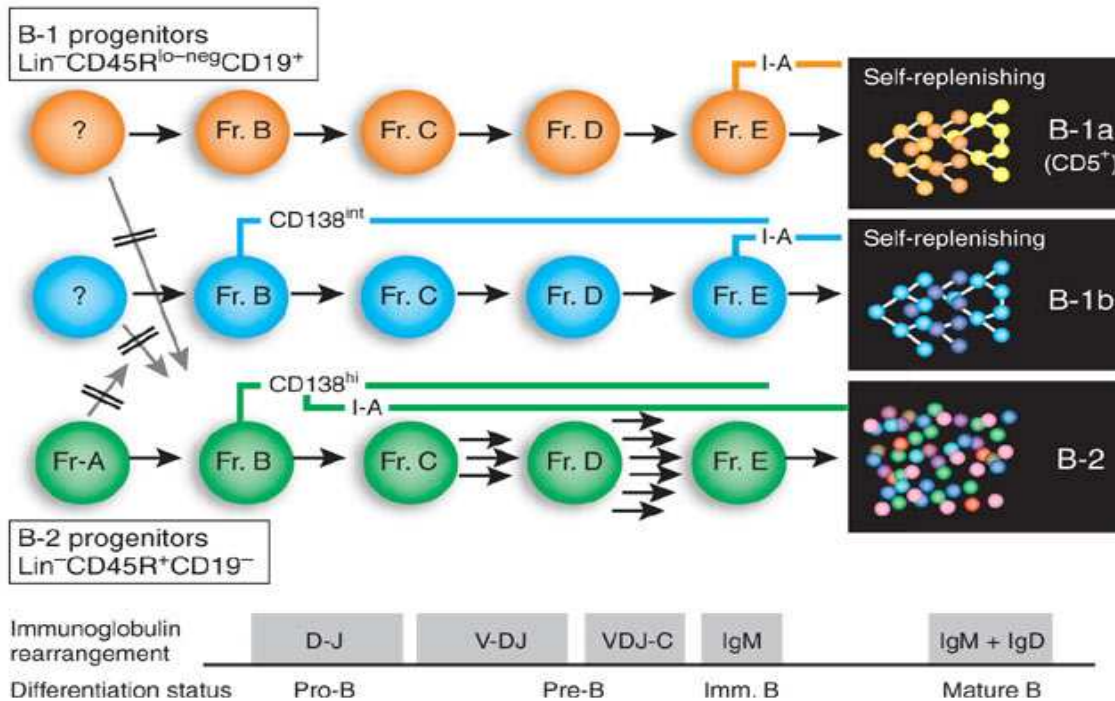 B-1 progenitors
Lin⁻CD45R^lo–neg CD19⁺
I-A
? Fr. B Fr. C Fr. D Fr. E
Self-replenishing
B-1a
(CD5⁺)
CD138^int
I-A
? Fr. B Fr. C Fr. D Fr. E
Self-replenishing
B-1b
CD138^hi
I-A
Fr-A Fr. B Fr. C Fr. D Fr. E
B-2
B-2 progenitors
Lin⁻CD45R⁺CD19⁻
Immunoglobulin
rearrangement
D-J V-DJ VDJ-C IgM IgM + IgD
Differentiation status Pro-B Pre-B Imm. B Mature B